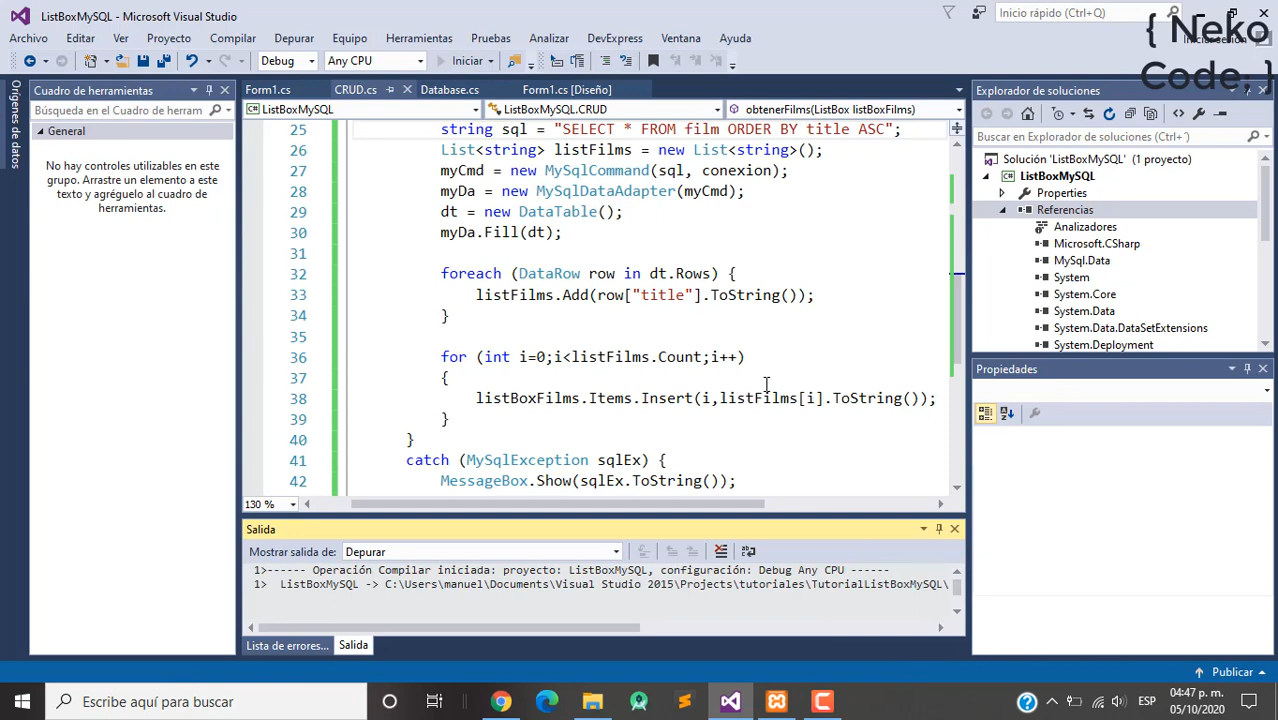 ListBoxMySQL - Microsoft Visual Studio
Inicio rápido (Ctrl+Q)
{ Neko
Code; }
Archivo Editar Ver Proyecto Compilar Depurar Equipo Herramientas Pruebas Analizar DevExpress Ventana Ayuda
Debug Any CPU Iniciar
Orígenes de datos
Cuadro de herramientas
Búsqueda en el Cuadro de herram
General
No hay controles utilizables en este
grupo. Arrastre un elemento a este
texto y agréguelo al cuadro de
herramientas.
Form1.cs CRUD.cs Database.cs Form1.cs [Diseño]
ListBoxMySQL ListBoxMySQL.CRUD obtenerFilms(ListBox listBoxFilms)
25 string sql = "SELECT * FROM film ORDER BY title ASC";
26 List<string> listFilms = new List<string>();
27 myCmd = new MySqlCommand(sql, conexion);
28 myDa = new MySqlDataAdapter(myCmd);
29 dt = new DataTable();
30 myDa.Fill(dt);
31
32 foreach (DataRow row in dt.Rows) {
33 listFilms.Add(row["title"].ToString());
34 }
35
36 for (int i=0;i<listFilms.Count;i++)
37 {
38 listBoxFilms.Items.Insert(i,listFilms[i].ToString());
39 }
40 }
41 catch (MySqlException sqlEx) {
42 MessageBox.Show(sqlEx.ToString());
130 %
Salida
Mostrar salida de: Depurar
1>------ Operación Compilar iniciada: proyecto: ListBoxMySQL, configuración: Debug Any CPU ------
1> ListBoxMySQL -> C:\Users\manuel\Documents\Visual Studio 2015\Projects\tutoriales\TutorialListBoxMySQL\
Lista de errores... Salida
Explorador de soluciones
Buscar en Explorador de soluciones (Ctrl+
Solución 'ListBoxMySQL' (1 proyecto)
ListBoxMySQL
Properties
Referencias
Analizadores
Microsoft.CSharp
MySql.Data
System
System.Core
System.Data
System.Data.DataSetExtensions
System.Deployment
Propiedades
Publicar
Escribe aquí para buscar
ESP
04:47 p. m.
05/10/2020